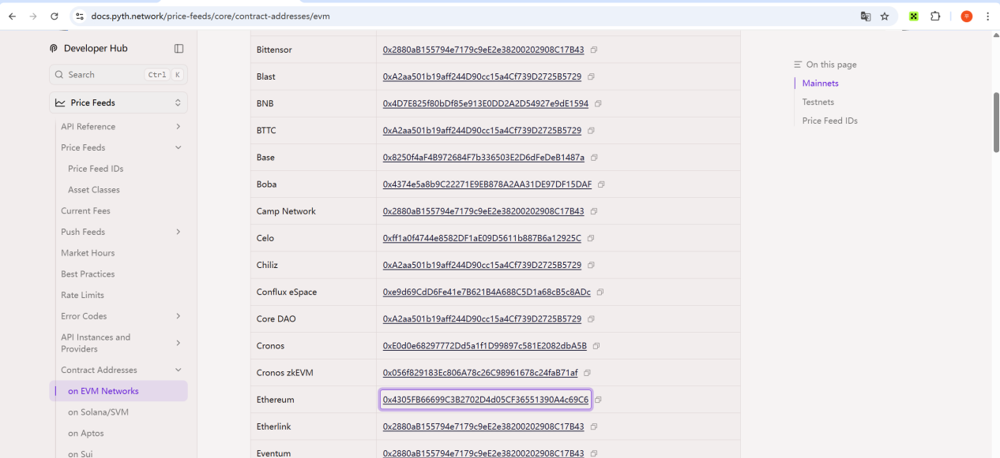 docs.pyth.network/price-feeds/core/contract-addresses/evm
Developer Hub
Search Ctrl K
Price Feeds
API Reference
Price Feeds
Price Feed IDs
Asset Classes
Current Fees
Push Feeds
Market Hours
Best Practices
Rate Limits
Error Codes
API Instances and
Providers
Contract Addresses
on EVM Networks
on Solana/SVM
on Aptos
on Sui
Bittensor 0x2880aB155794e7179c9eE2e38200202908C17B43
Blast 0xA2aa501b19aff244D90cc15a4Cf739D2725B5729
BNB 0x4D7E825f80bDf85e913E0DD2A2D54927e9dE1594
BTTC 0xA2aa501b19aff244D90cc15a4Cf739D2725B5729
Base 0x8250f4aF4B972684F7b336503E2D6dFeDeB1487a
Boba 0x4374e5a8b9C22271E9EB878A2AA31DE97DF15DAF
Camp Network 0x2880aB155794e7179c9eE2e38200202908C17B43
Celo 0xff1a0f4744e8582DF1aE09D5611b887B6a12925C
Chiliz 0xA2aa501b19aff244D90cc15a4Cf739D2725B5729
Conflux eSpace 0xe9d69CdD6Fe41e7B621B4A688C5D1a68cB5c8ADc
Core DAO 0xA2aa501b19aff244D90cc15a4Cf739D2725B5729
Cronos 0xE0d0e68297772Dd5a1f1D99897c581E2082dbA5B
Cronos zkEVM 0x056f829183Ec806A78c26C98961678c24faB71af
Ethereum 0x4305FB66699C3B2702D4d05CF36551390A4c69C6
Etherlink 0x2880aB155794e7179c9eE2e38200202908C17B43
Eventum 0x2880aB155794e7179c9eE2e38200202908C17B43
On this page
Mainnets
Testnets
Price Feed IDs